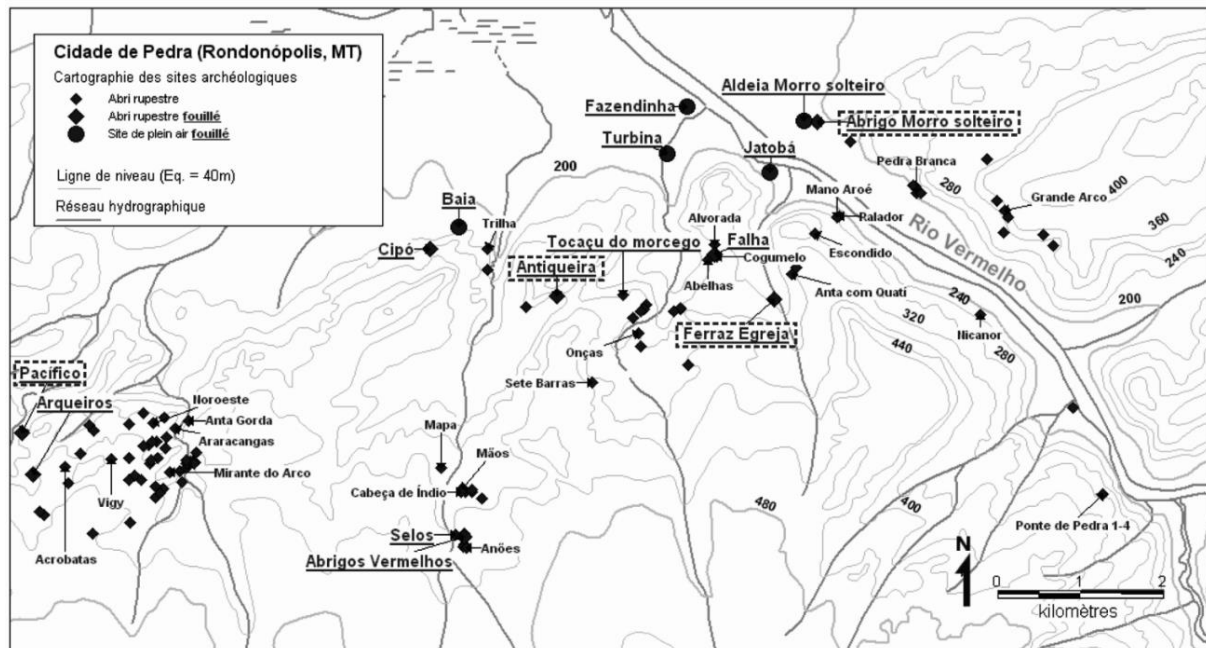 Cidade de Pedra (Rondonópolis, MT)
Cartographie des sites archéologiques
Abri rupestre
Abri rupestre fouillé
Site de plein air fouillé
Ligne de niveau (Eq. = 40m)
Réseau hydrographique
Aldeia Morro solteiro
Fazendinha
Abrigo Morro solteiro
Turbina
Jatobá
Pedra Branca
280
400
200
Mano Aroé
Grande Arco
Baia
Alvorada
Ralador
360
Trilha
Rio Vermelho
Cipó
Tocaçu do morcego
Falha
Escondido
240
Cogumelo
Antiqueira
Abelhas
Anta com Quati
240
200
320
Nicanor
Ferraz Egreja
440
280
Onças
Pacífico
Sete Barras
Arqueiros
Noroeste
Anta Gorda
Mapa
Araracangas
Mãos
Mirante do Arco
Cabeça de Índio
480
400
Vigy
Ponte de Pedra 1-4
Selos
Anões
N
Acrobatas
Abrigos Vermelhos
0 1 2
kilomètres